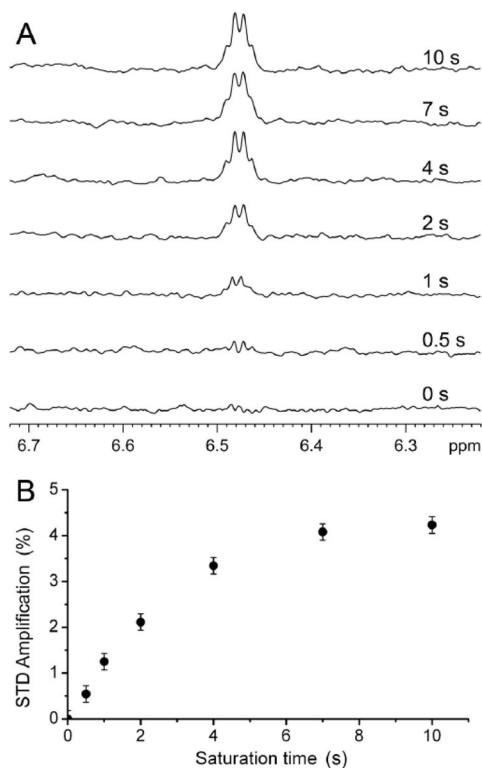 A
10 s
7 s
4 s
2 s
1 s
0.5 s
0 s
6.7 6.6 6.5 6.4 6.3 ppm
B
5
4
3
2
1
0
STD Amplification (%)
0 2 4 6 8 10
Saturation time (s)